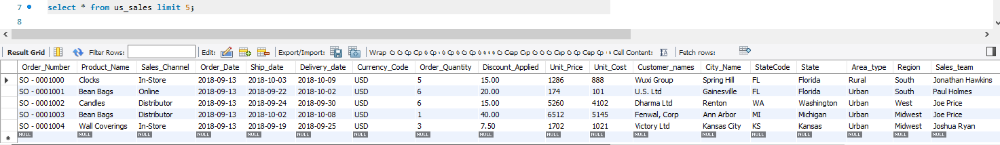 7 select * from us_sales limit 5;
8
Result Grid Filter Rows: Edit: Export/Import: Wrap Cell Content: Fetch rows:
Order_Number Product_Name Sales_Channel Order_Date Ship_date Delivery_date Currency_Code Order_Quantity Discount_Applied Unit_Price Unit_Cost Customer_names City_Name StateCode State Area_type Region Sales_team
SO - 0001000 Clocks In-Store 2018-09-13 2018-10-03 2018-10-09 USD 5 15.00 1286 888 Wuxi Group Spring Hill FL Florida Rural South Jonathan Hawkins
SO - 0001001 Bean Bags Online 2018-09-13 2018-09-22 2018-10-02 USD 6 20.00 174 101 U.S. Ltd Gainesville FL Florida Urban South Paul Holmes
SO - 0001002 Candles Distributor 2018-09-13 2018-09-24 2018-09-30 USD 6 15.00 5260 4102 Dharma Ltd Renton WA Washington Urban West Joe Price
SO - 0001003 Bean Bags Distributor 2018-09-13 2018-10-02 2018-10-08 USD 1 40.00 6512 5145 Fenwal, Corp Ann Arbor MI Michigan Urban Midwest Joe Price
SO - 0001004 Wall Coverings In-Store 2018-09-13 2018-09-19 2018-09-25 USD 3 7.50 1702 1021 Victory Ltd Kansas City KS Kansas Urban Midwest Joshua Ryan
NULL NULL NULL NULL NULL NULL NULL NULL NULL NULL NULL NULL NULL NULL NULL NULL NULL NULL